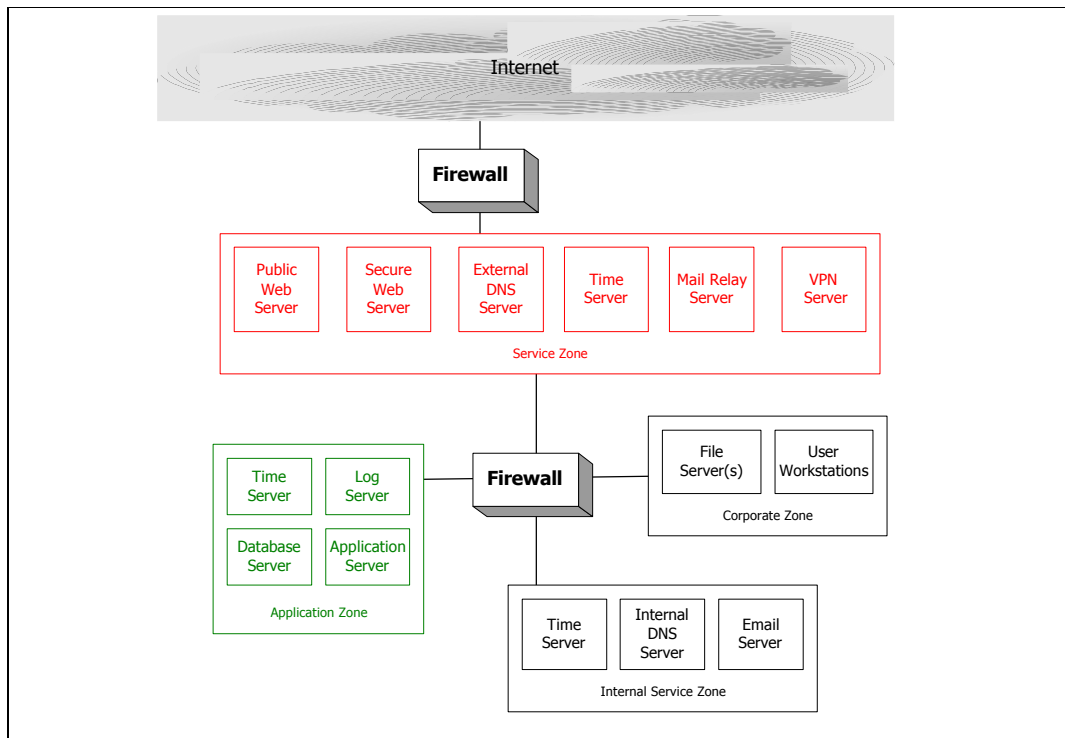 Internet
Firewall
Public
Web
Server
Secure
Web
Server
External
DNS
Server
Time
Server
Mail Relay
Server
VPN
Server
Service Zone
Time
Server
Log
Server
Database
Server
Application
Server
Application Zone
Firewall
File
Server(s)
User
Workstations
Corporate Zone
Time
Server
Internal
DNS
Server
Email
Server
Internal Service Zone